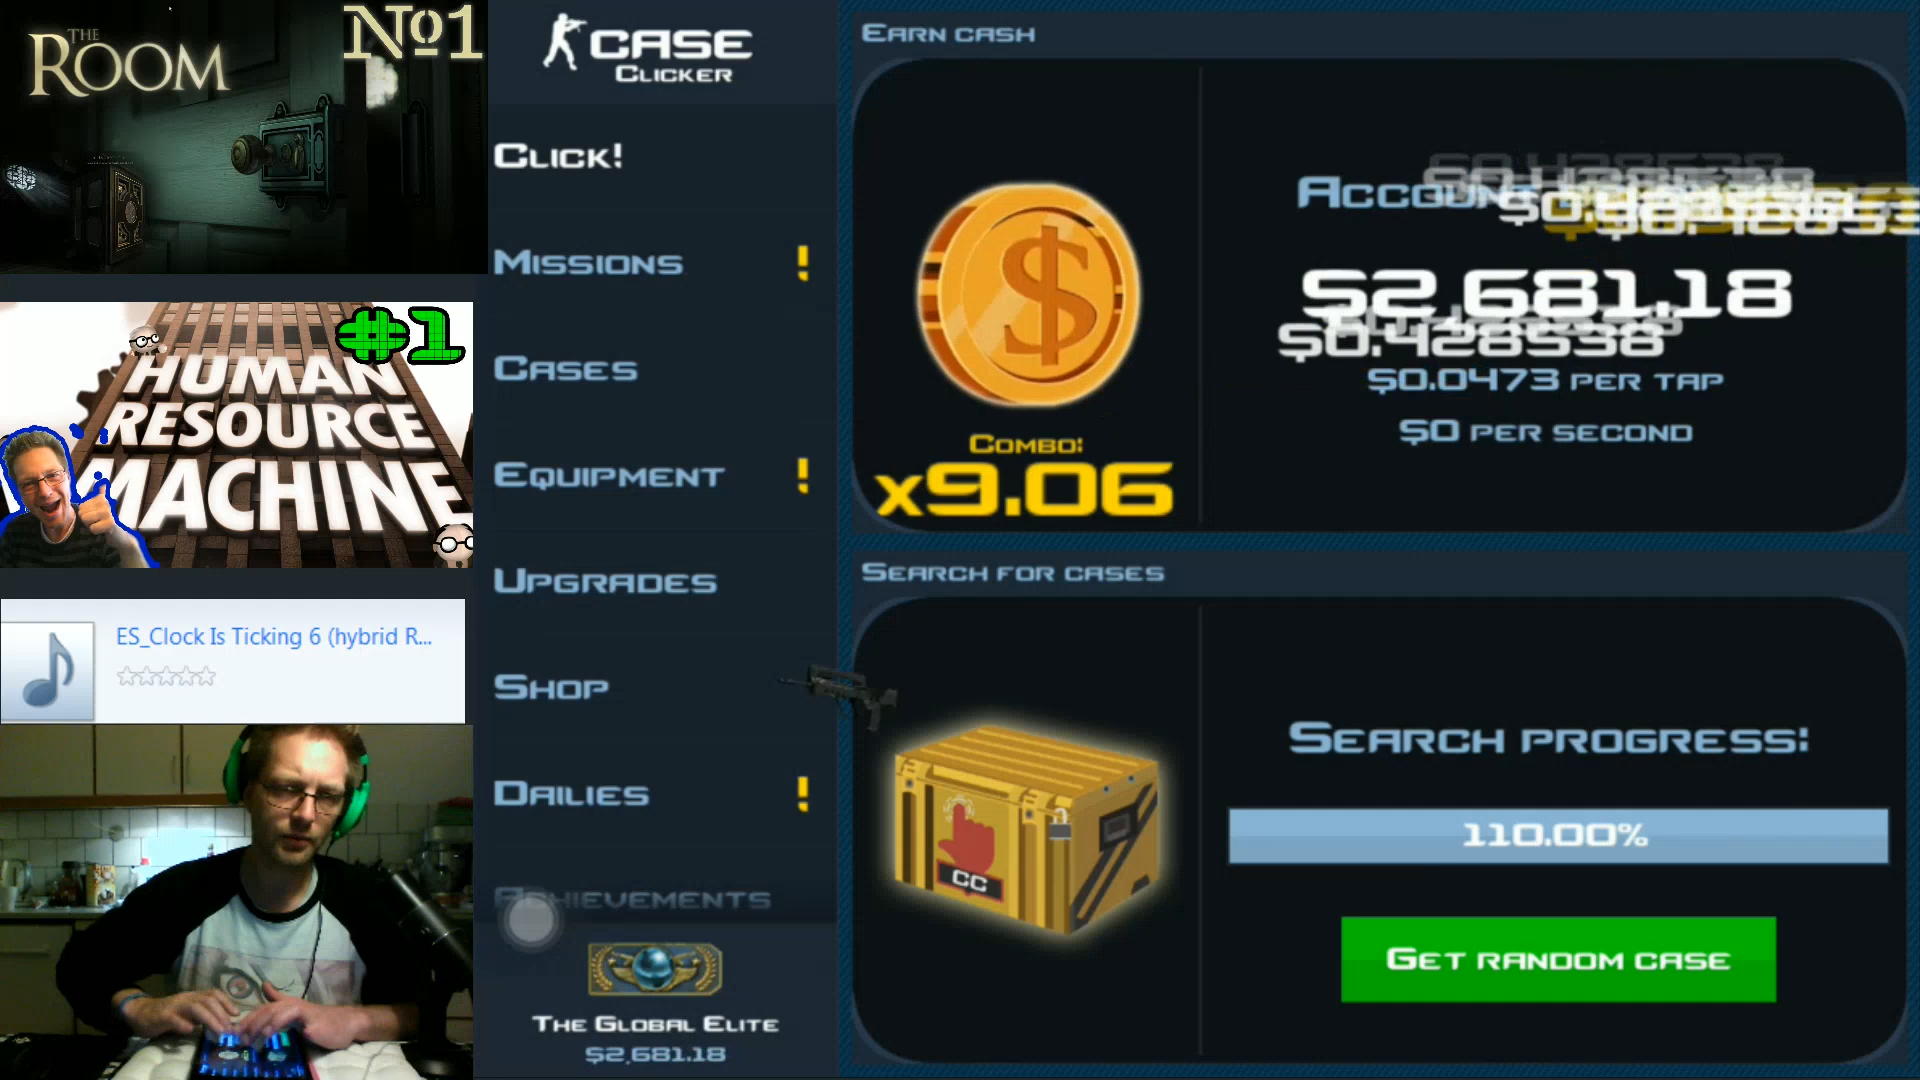 THE
ROOM
№1
HUMAN
RESOURCE
MACHINE
#1
ES_Clock Is Ticking 6 (hybrid R...
CASE
CLICKER
CLICK!
MISSIONS !
CASES
EQUIPMENT !
UPGRADES
SHOP
DAILIES !
ACHIEVEMENTS
THE GLOBAL ELITE
$2,681.18
EARN CASH
$2,681.18
$0.428538
$0.0473 PER TAP
$0 PER SECOND
COMBO:
x9.06
SEARCH FOR CASES
SEARCH PROGRESS:
110.00%
CC
GET RANDOM CASE